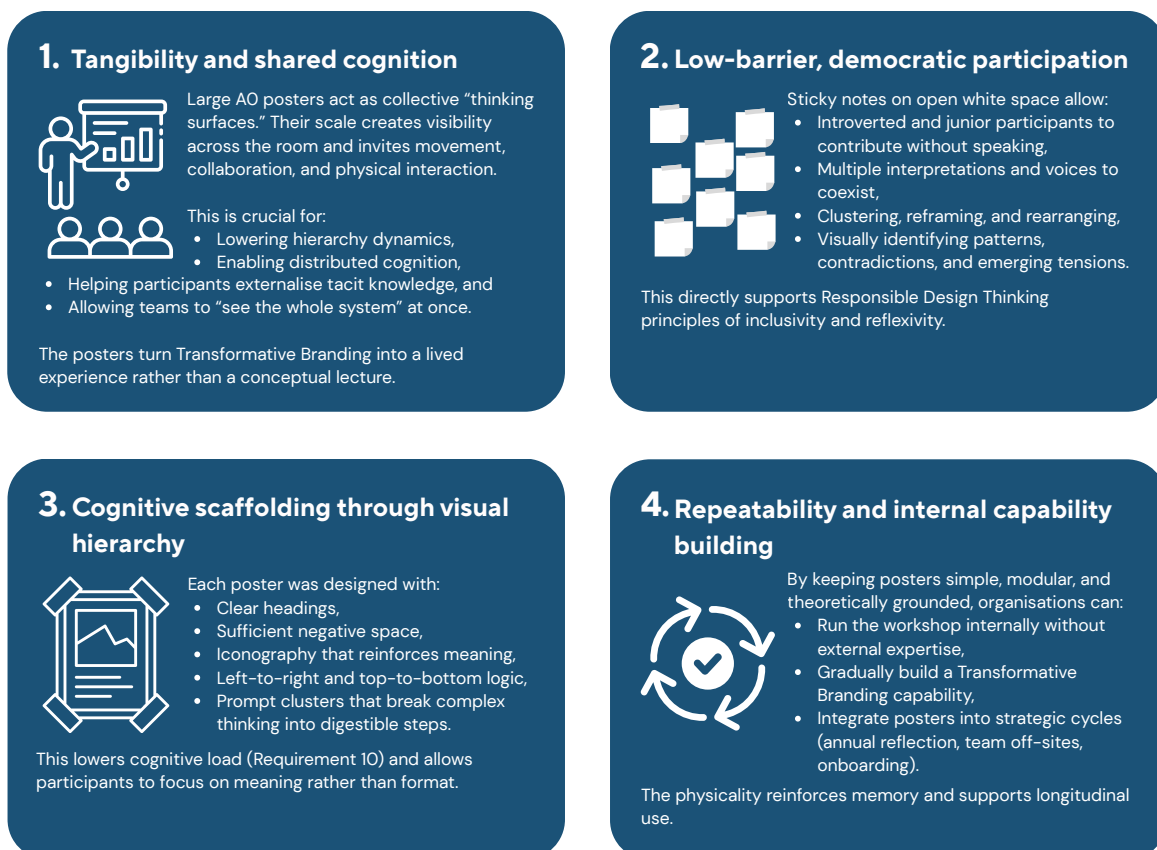 1. Tangibility and shared cognition
Large A0 posters act as collective “thinking
surfaces.” Their scale creates visibility
across the room and invites movement,
collaboration, and physical interaction.
This is crucial for:
• Lowering hierarchy dynamics,
• Enabling distributed cognition,
• Helping participants externalise tacit knowledge, and
• Allowing teams to “see the whole system” at once.
The posters turn Transformative Branding into a lived
experience rather than a conceptual lecture.
2. Low-barrier, democratic participation
Sticky notes on open white space allow:
• Introverted and junior participants to
contribute without speaking,
• Multiple interpretations and voices to
coexist,
• Clustering, reframing, and rearranging,
• Visually identifying patterns,
contradictions, and emerging tensions.
This directly supports Responsible Design Thinking
principles of inclusivity and reflexivity.
3. Cognitive scaffolding through visual
hierarchy
Each poster was designed with:
• Clear headings,
• Sufficient negative space,
• Iconography that reinforces meaning,
• Left-to-right and top-to-bottom logic,
• Prompt clusters that break complex
thinking into digestible steps.
This lowers cognitive load (Requirement 10) and allows
participants to focus on meaning rather than format.
4. Repeatability and internal capability
building
By keeping posters simple, modular, and
theoretically grounded, organisations can:
• Run the workshop internally without
external expertise,
• Gradually build a Transformative
Branding capability,
• Integrate posters into strategic cycles
(annual reflection, team off-sites,
onboarding).
The physicality reinforces memory and supports longitudinal
use.